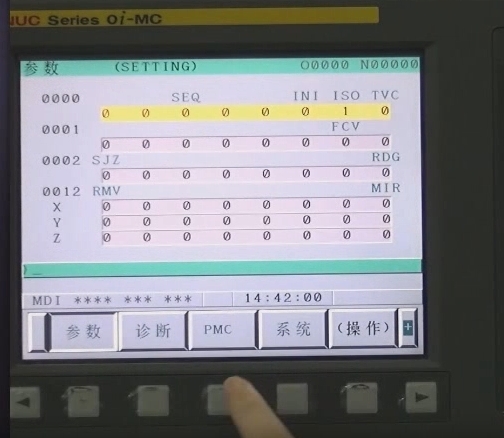 UC Series 0i-MC
参数 (SETTING) O0000 N00000
0000 SEQ INI ISO TVC
0 0 0 0 0 0 1 0
0001 FCV
0 0 0 0 0 0 0 0
0002 SJZ RDG
0 0 0 0 0 0 0 0
0012 RMV MIR
X 0 0 0 0 0 0 0 0
Y 0 0 0 0 0 0 0 0
Z 0 0 0 0 0 0 0 0
)_
MDI **** *** *** 14:42:00
参数 诊断 PMC 系统 (操作) +